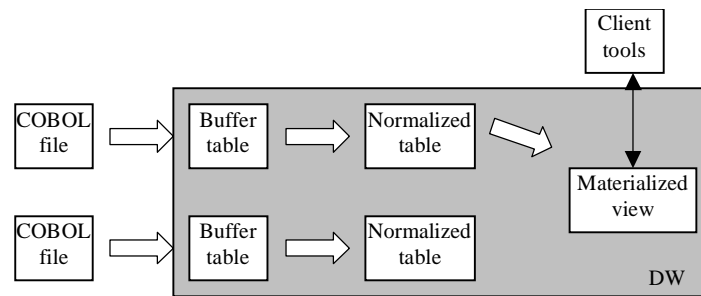 Client
tools
COBOL
file
Buffer
table
Normalized
table
Materialized
view
COBOL
file
Buffer
table
Normalized
table
DW